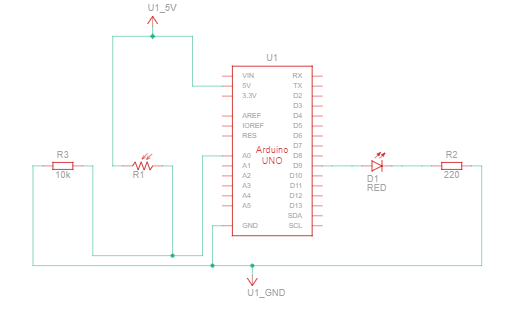 U1_5V
U1
VIN
RX
5V
TX
3.3V
D2
D3
AREF
D4
IOREF
D5
RES
D6
D7
Arduino
UNO
A0
D8
A1
D9
A2
D10
A3
D11
A4
D12
A5
D13
SDA
GND
SCL
R3
10k
R1
D1
RED
R2
220
U1_GND